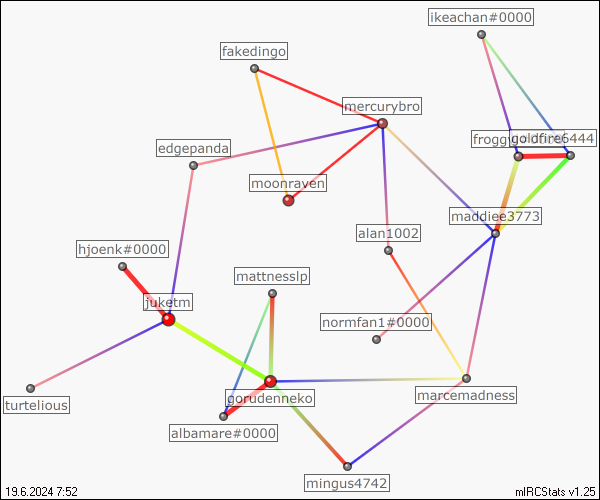 ikeachan#0000
fakedingo
mercurybro
goldfire6444
edgepanda
moonraven
maddiee3773
alan1002
hjoenk#0000
mattnesslp
juketm
normfan1#0000
gorudenneko
marcemadness
turtelious
albamare#0000
mingus4742
19.6.2024 7:52
mIRCStats v1.25